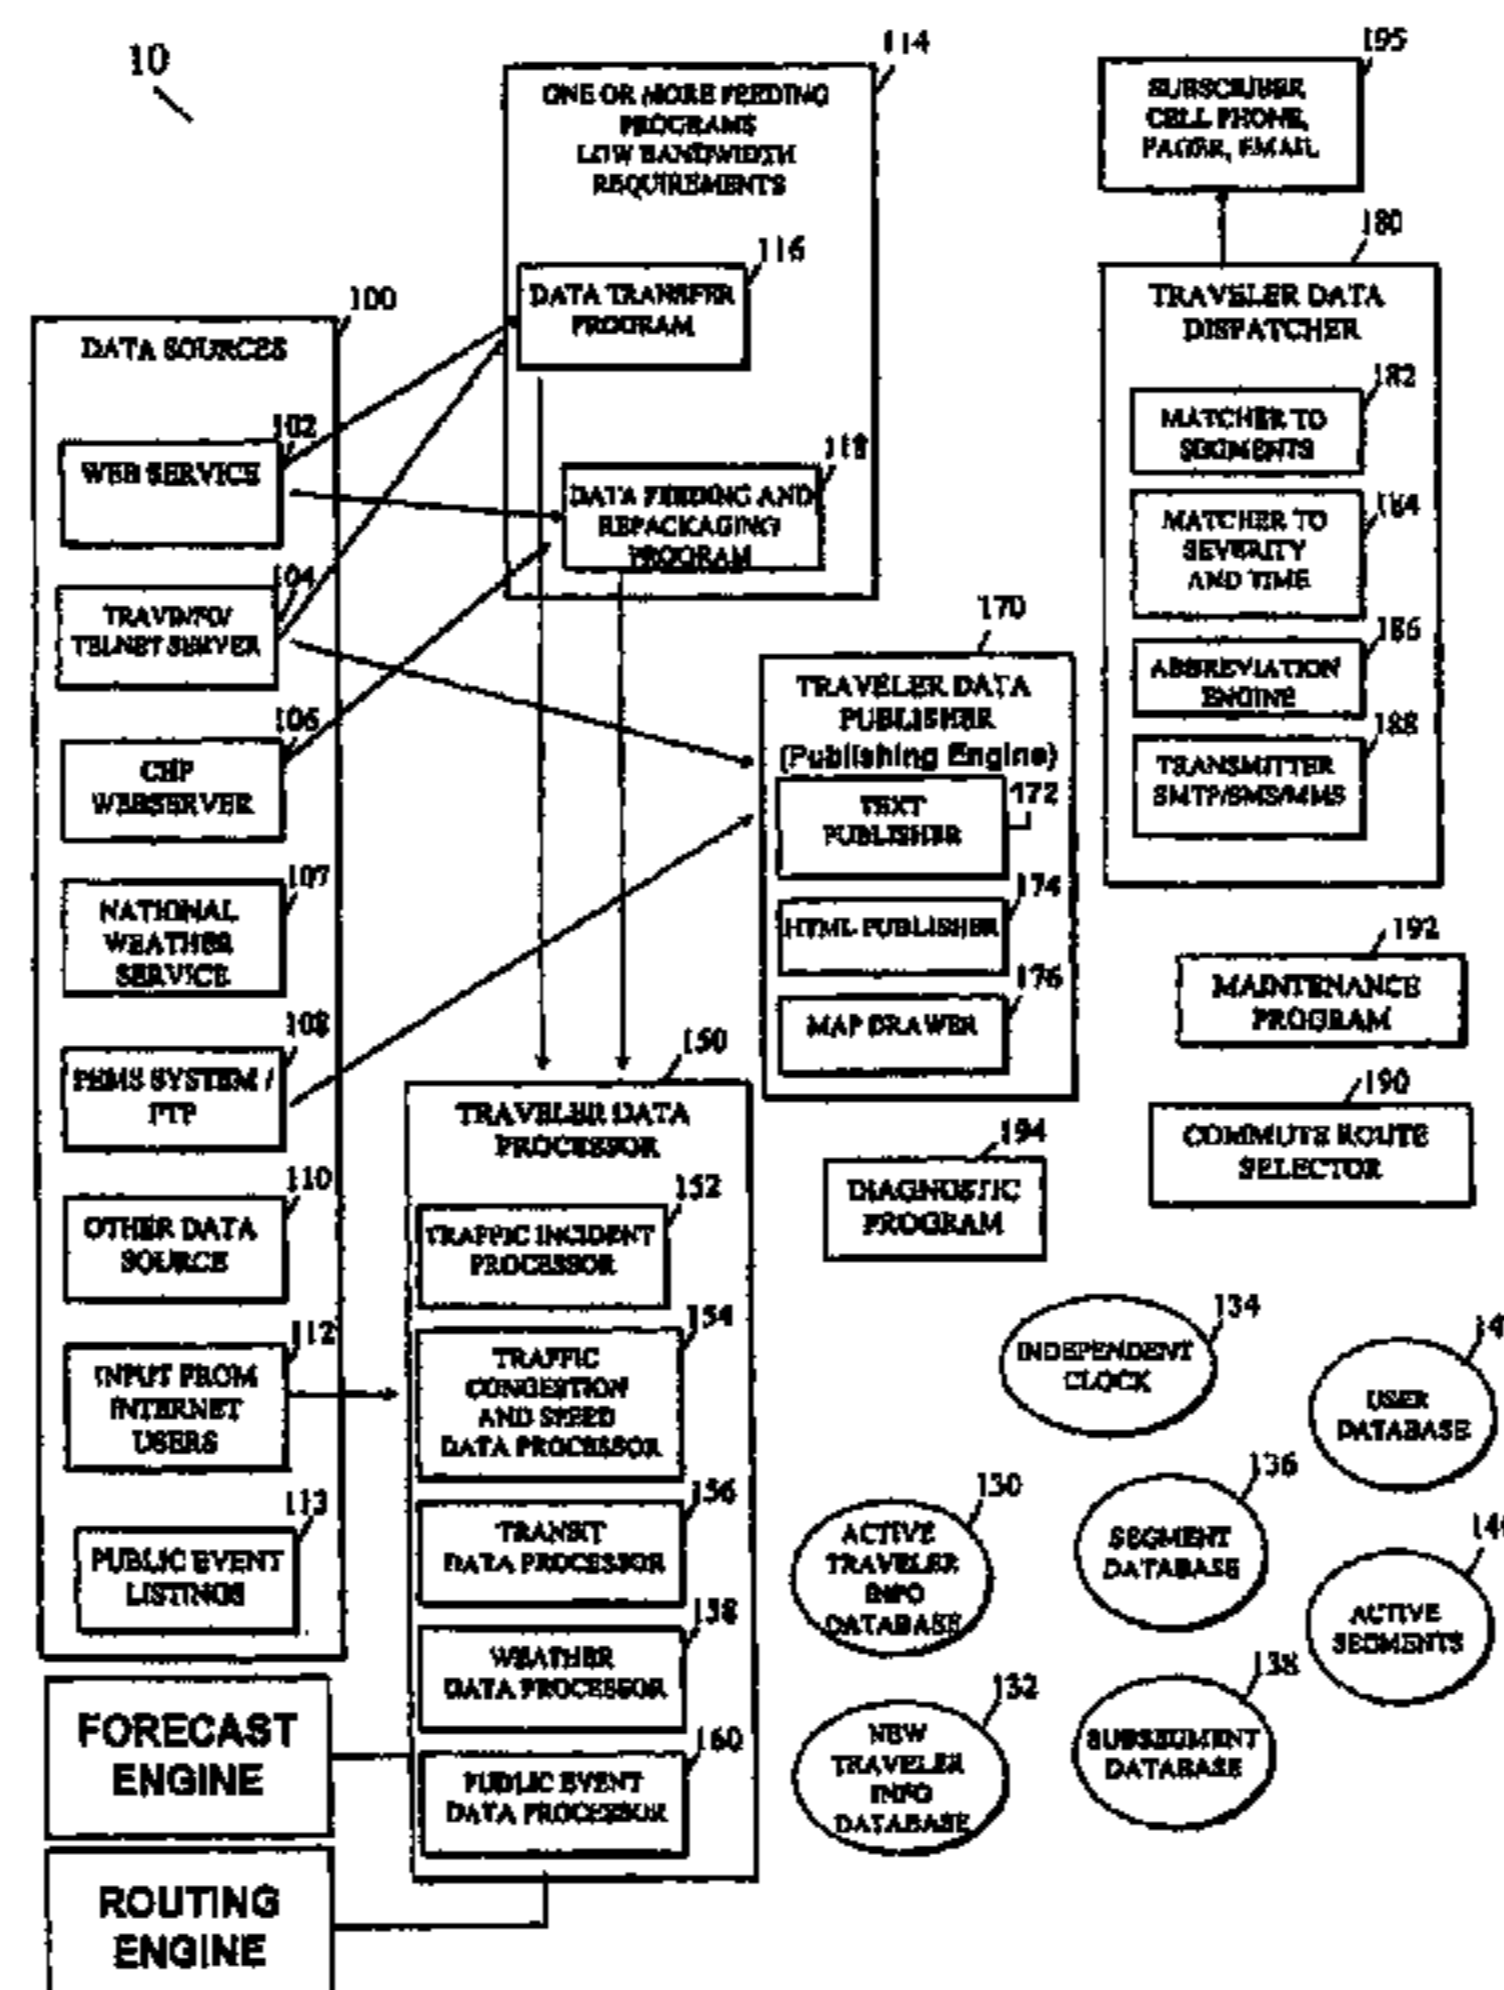 10
114
ONE OR MORE FEEDING
PROGRAMS
LOW BANDWIDTH
REQUIREMENTS
116
DATA TRANSFER
PROGRAM
118
DATA FEEDING AND
REPACKAGING
PROGRAM
195
SUBSCRIBER
CELL PHONE,
PAGER, EMAIL
180
TRAVELER DATA
DISPATCHER
182
MATCHER TO
SEGMENTS
184
MATCHER TO
SEVERITY
AND TIME
186
ABBREVIATION
ENGINE
188
TRANSMITTER
SMTP/SMS/MMS
100
DATA SOURCES
102
WEB SERVICE
104
TRAVINFO/
TELNET SERVER
106
CHP
WEBSERVER
107
NATIONAL
WEATHER
SERVICE
108
PEMS SYSTEM /
FTP
110
OTHER DATA
SOURCE
112
INPUT FROM
INTERNET
USERS
113
PUBLIC EVENT
LISTINGS
170
TRAVELER DATA
PUBLISHER
(Publishing Engine)
172
TEXT
PUBLISHER
174
HTML PUBLISHER
176
MAP DRAWER
192
MAINTENANCE
PROGRAM
190
COMMUTE ROUTE
SELECTOR
194
DIAGNOSTIC
PROGRAM
150
TRAVELER DATA
PROCESSOR
152
TRAFFIC INCIDENT
PROCESSOR
154
TRAFFIC
CONGESTION
AND SPEED
DATA PROCESSOR
156
TRANSIT
DATA PROCESSOR
158
WEATHER
DATA PROCESSOR
160
PUBLIC EVENT
DATA PROCESSOR
134
INDEPENDENT
CLOCK
USER
DATABASE
130
ACTIVE
TRAVELER
INFO
DATABASE
136
SEGMENT
DATABASE
ACTIVE
SEGMENTS
132
NEW
TRAVELER
INFO
DATABASE
138
SUBSEGMENT
DATABASE
FORECAST
ENGINE
ROUTING
ENGINE